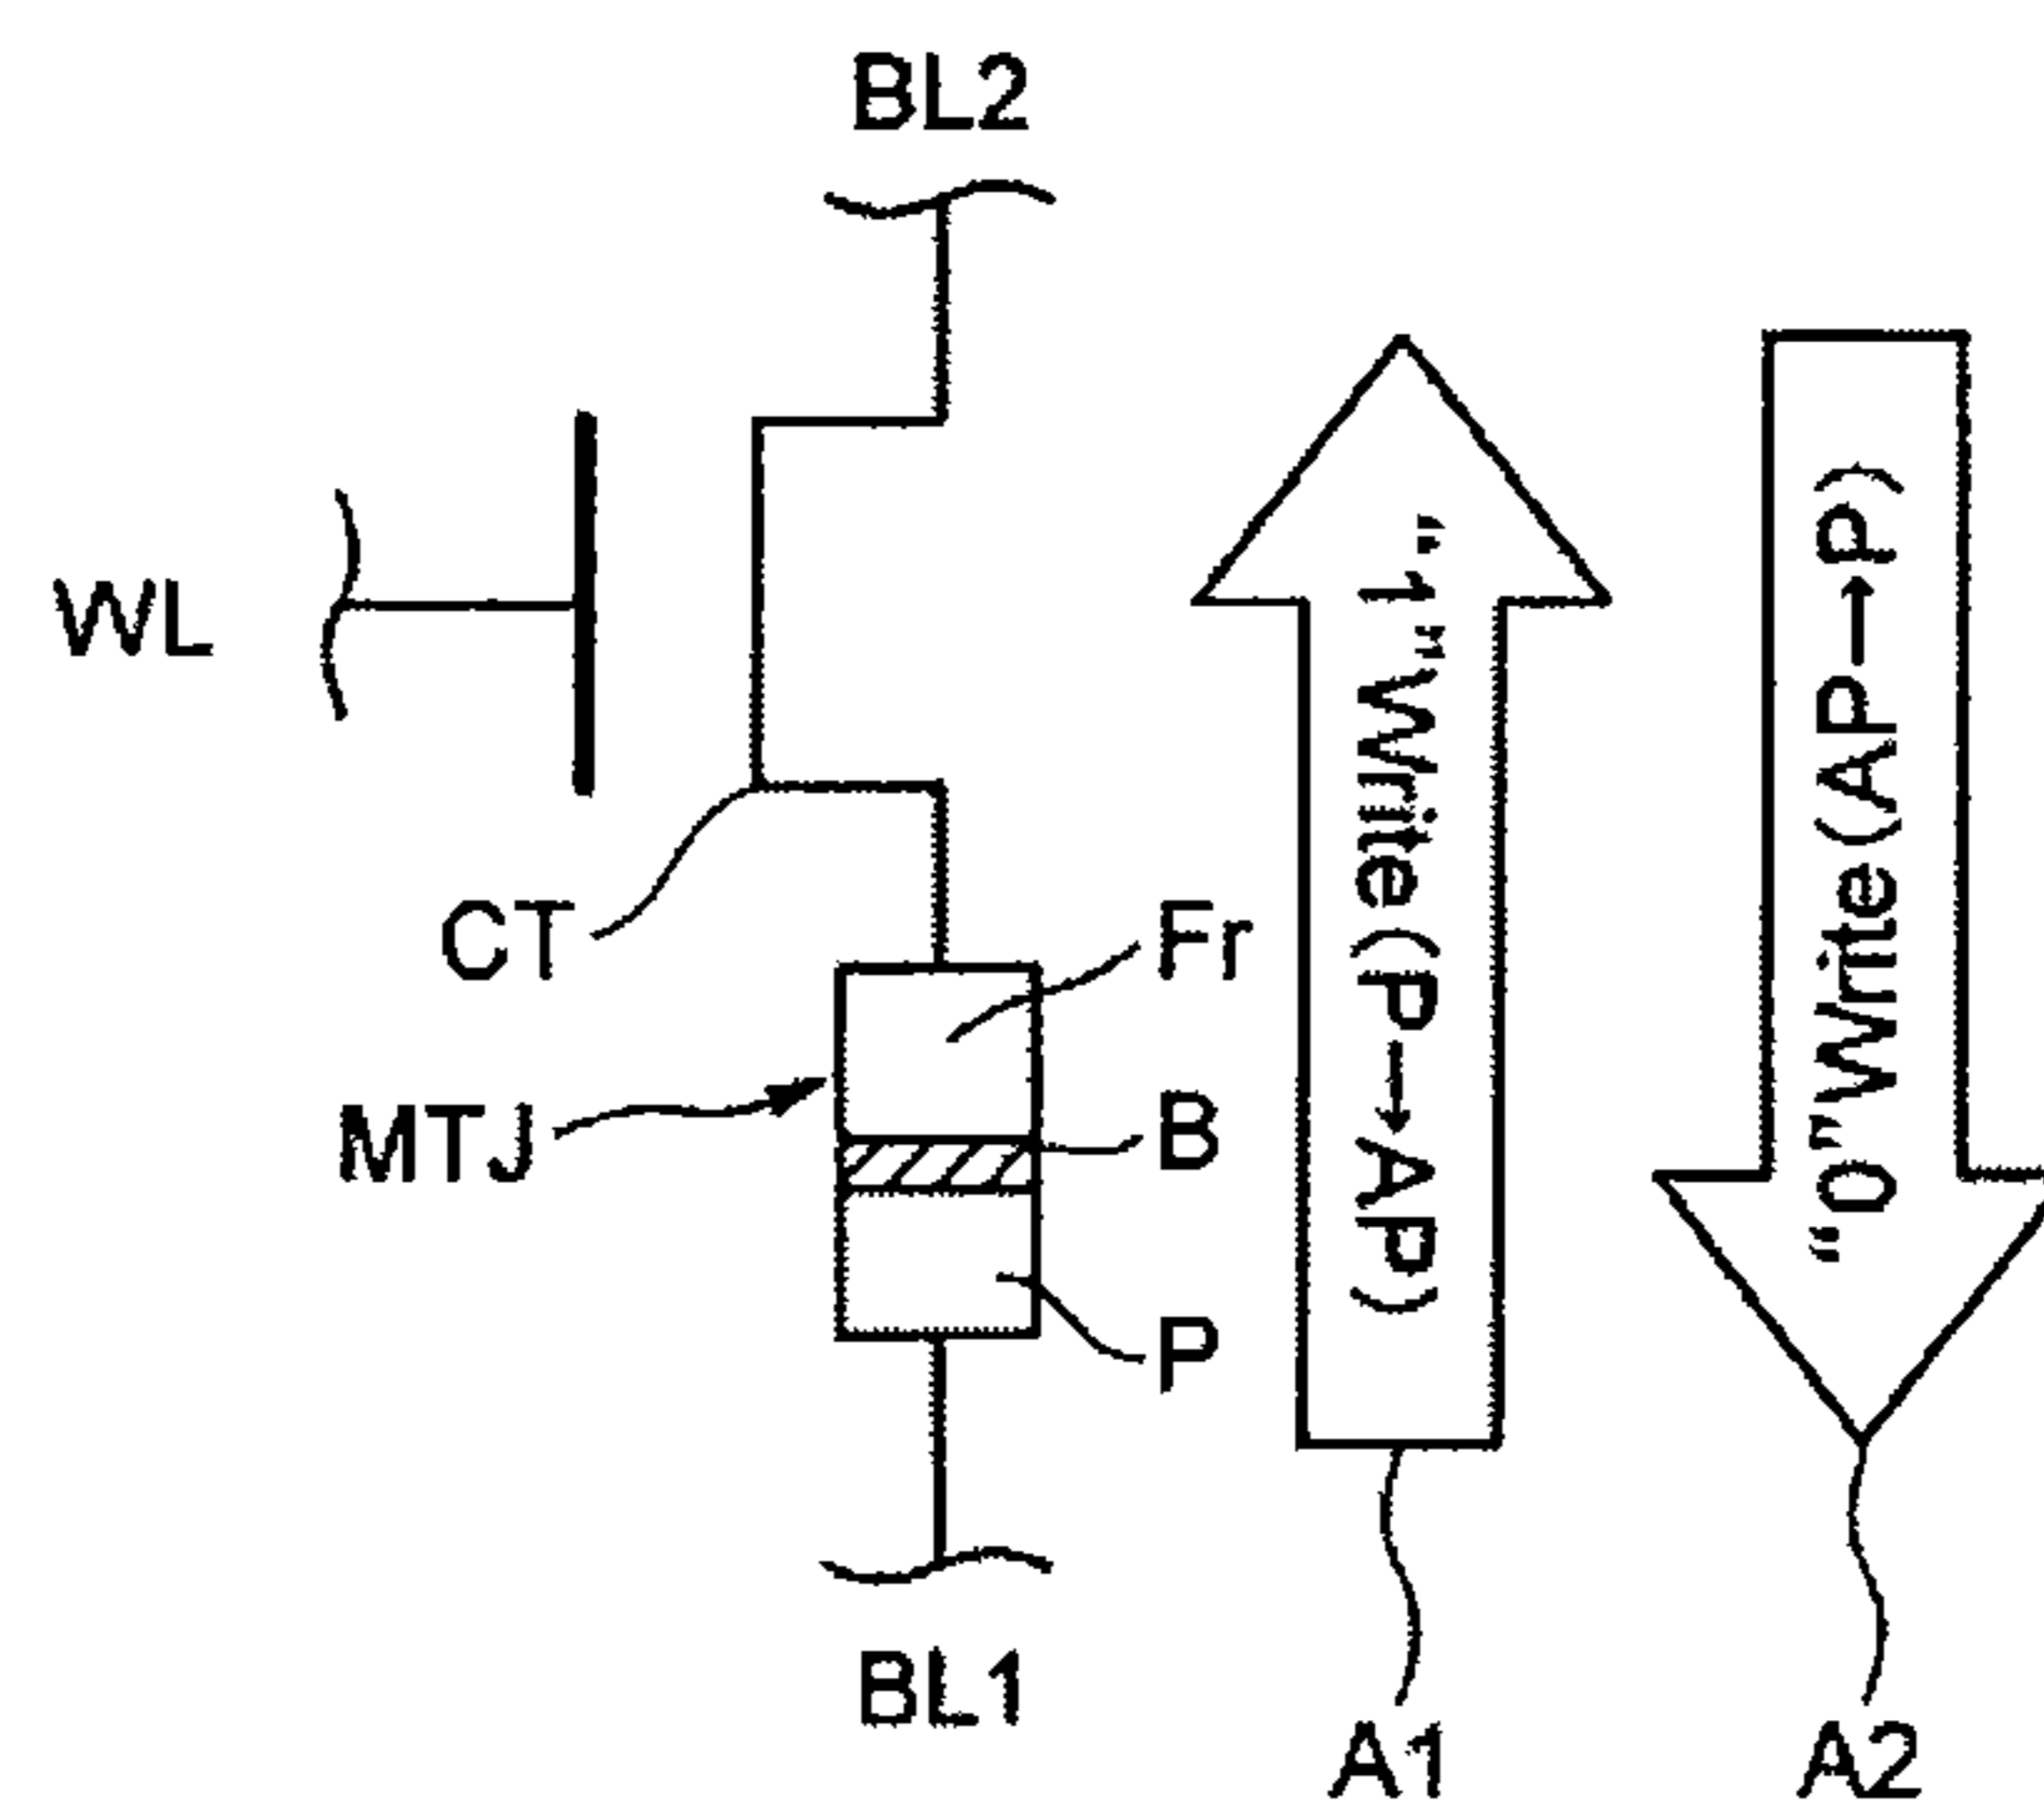 BL2
WL
CT
MTJ
Fr
B
P
BL1
“1”Write(P→AP)
A1
“0”Write(AP→P)
A2